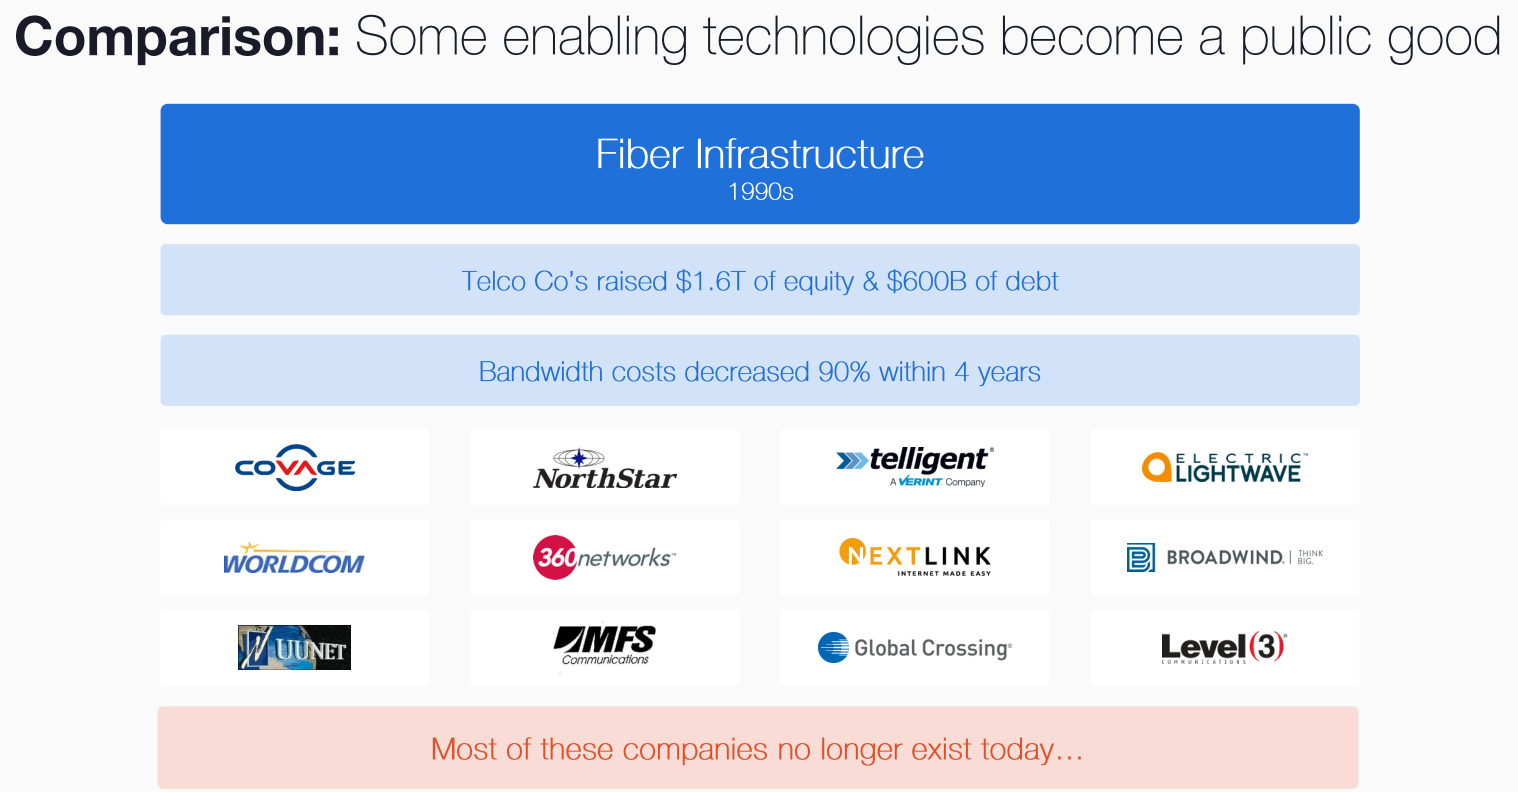 Comparison: Some enabling technologies become a public good
Fiber Infrastructure
1990s
Telco Co’s raised $1.6T of equity & $600B of debt
Bandwidth costs decreased 90% within 4 years
COVAGE
NorthStar
telligent®
A VERINT. Company
ELECTRIC™
LIGHTWAVE
WORLDCOM
360networks™
NEXTLINK
INTERNET MADE EASY
BROADWIND® | THINK BIG.
UUNET
MFS
Communications
Global Crossing®
Level(3)®
COMMUNICATIONS
Most of these companies no longer exist today...